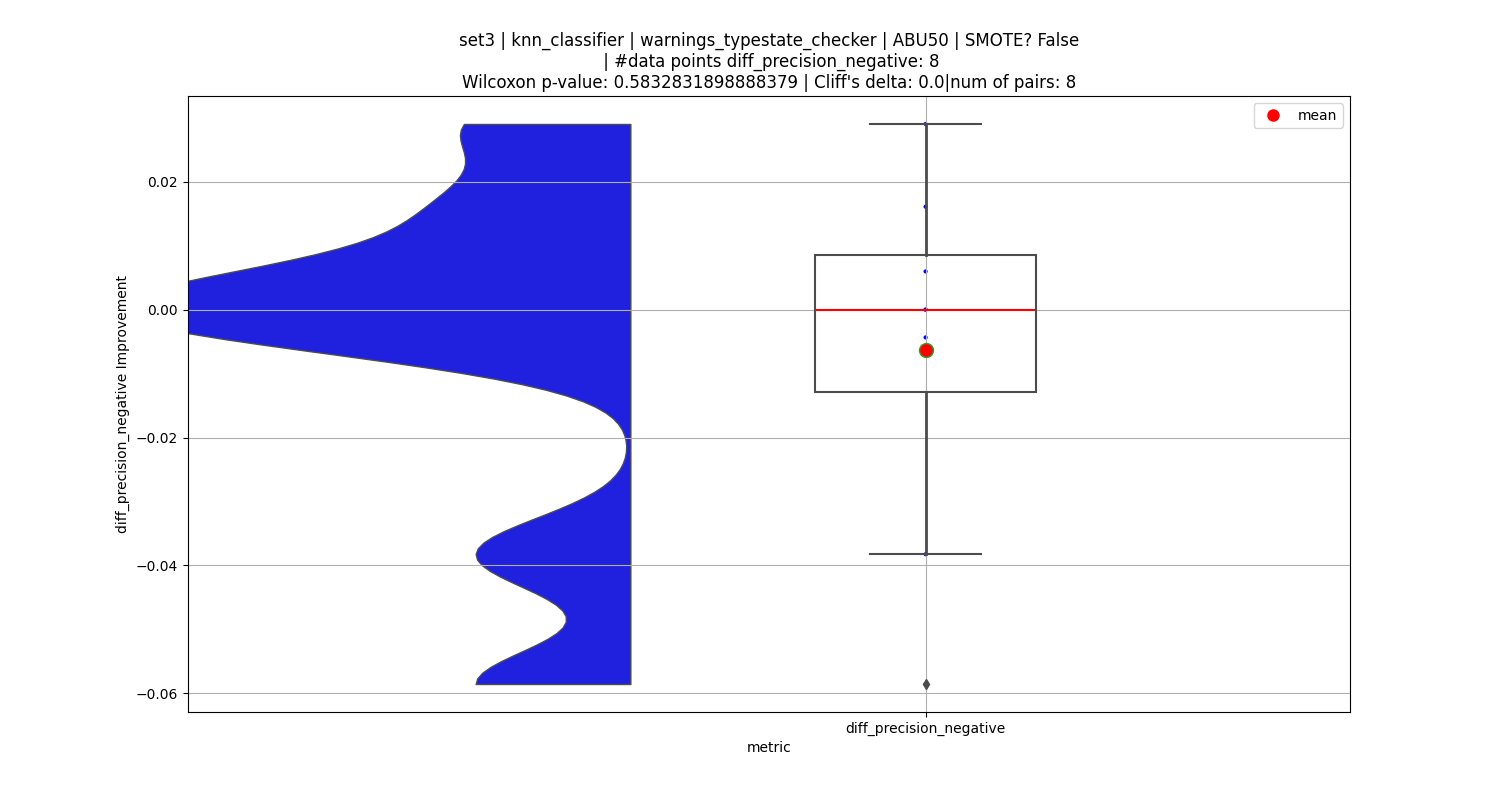 set3 | knn_classifier | warnings_typestate_checker | ABU50 | SMOTE? False
| #data points diff_precision_negative: 8
Wilcoxon p-value: 0.5832831898888379 | Cliff's delta: 0.0|num of pairs: 8
mean
0.02
0.00
−0.02
−0.04
−0.06
diff_precision_negative Improvement
diff_precision_negative
metric